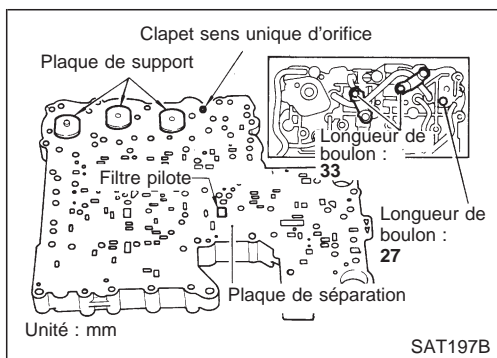 Clapet sens unique d'orifice
Plaque de support
Longueur de
boulon :
33
Filtre pilote
Longueur de
boulon :
27
Plaque de séparation
Unité : mm
SAT197B